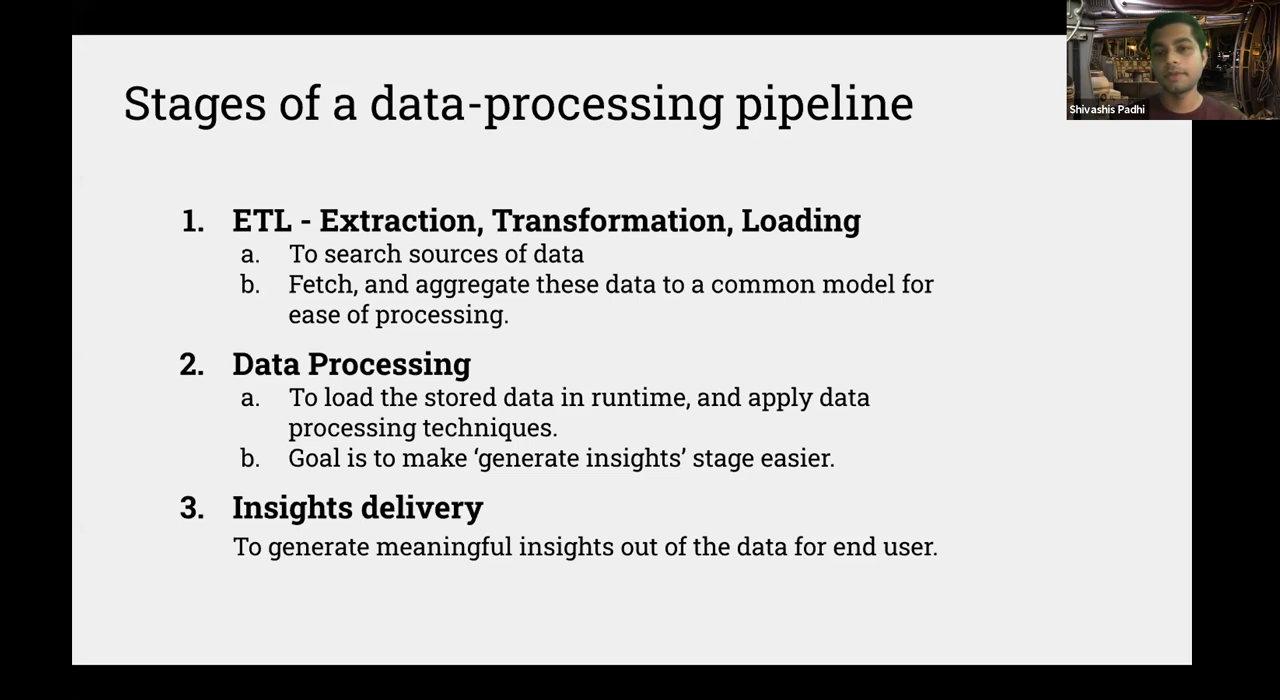 Stages of a data-processing pipeline
Shivashis Padhi
1. ETL - Extraction, Transformation, Loading
a. To search sources of data
b. Fetch, and aggregate these data to a common model for
ease of processing.
2. Data Processing
a. To load the stored data in runtime, and apply data
processing techniques.
b. Goal is to make ‘generate insights’ stage easier.
3. Insights delivery
To generate meaningful insights out of the data for end user.